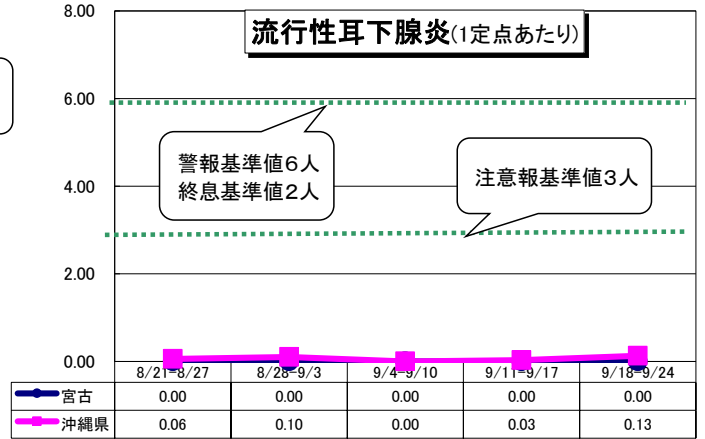 流行性耳下腺炎(1定点あたり)
8.00
6.00
4.00
2.00
0.00
警報基準値6人
終息基準値2人
注意報基準値3人
8/21-8/27 8/28-9/3 9/4-9/10 9/11-9/17 9/18-9/24
宮古 0.00 0.00 0.00 0.00 0.00
沖縄県 0.06 0.10 0.00 0.03 0.13